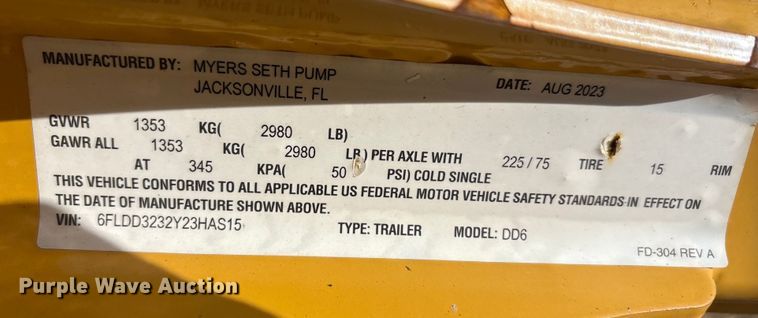 MANUFACTURED BY: MYERS SETH PUMP
JACKSONVILLE, FL
DATE: AUG 2023
GVWR 1353 KG( 2980 LB)
GAWR ALL 1353 KG( 2980 LB) PER AXLE WITH 225 / 75 TIRE 15 RIM
AT 345 KPA( 50 PSI) COLD SINGLE
THIS VEHICLE CONFORMS TO ALL APPLICABLE US FEDERAL MOTOR VEHICLE SAFETY STANDARDS IN EFFECT ON
THE DATE OF MANUFACTURE SHOWN ABOVE.
VIN: 6FLDD3232Y23HAS15 TYPE: TRAILER MODEL: DD6
FD-304 REV A
Purple Wave Auction